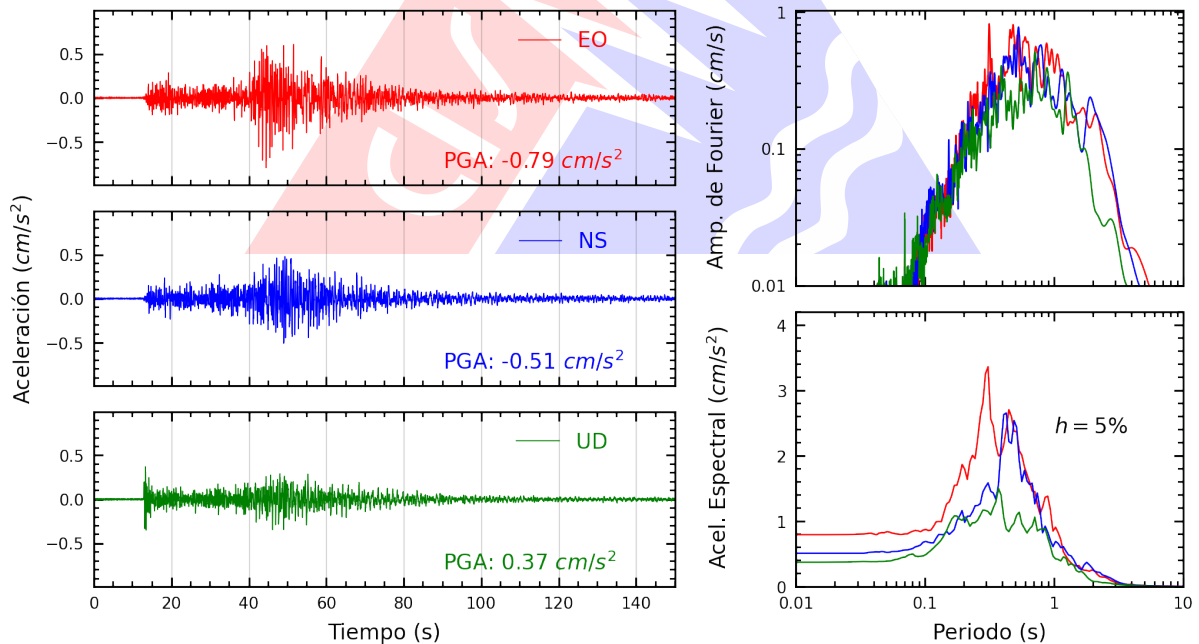 Aceleración (cm/s²)
0.5
0.0
−0.5
EO
PGA: -0.79 cm/s²
0.5
0.0
−0.5
NS
PGA: -0.51 cm/s²
0.5
0.0
−0.5
UD
PGA: 0.37 cm/s²
0 20 40 60 80 100 120 140
Tiempo (s)
Amp. de Fourier (cm/s)
1
0.1
0.01
Acel. Espectral (cm/s²)
4
3
2
1
0
h = 5%
0.01 0.1 1 10
Periodo (s)